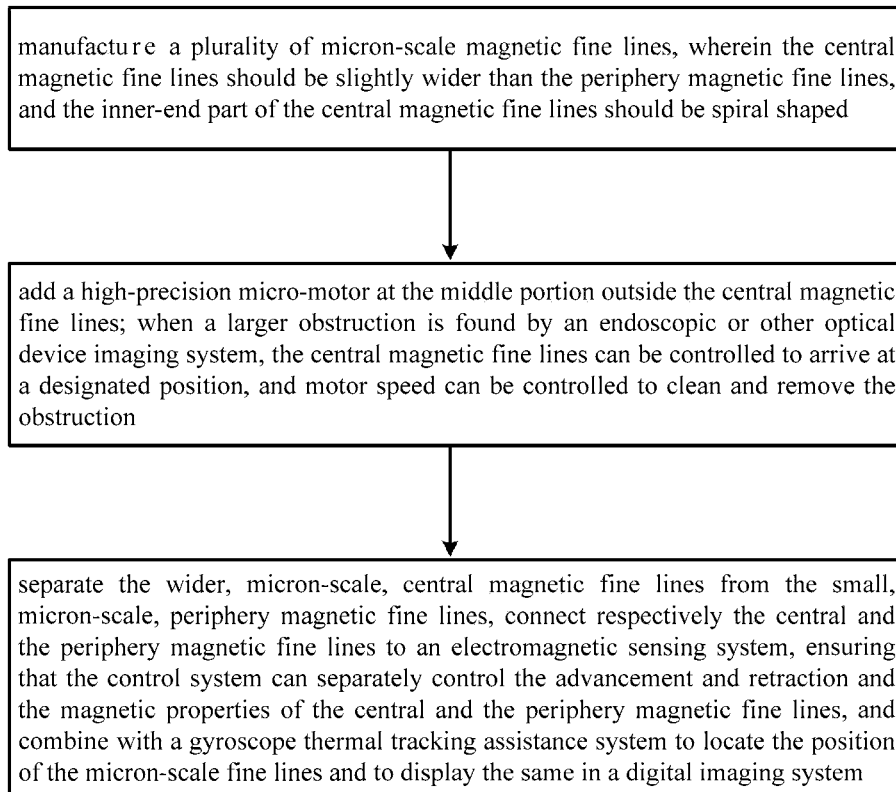 manufacture a plurality of micron-scale magnetic fine lines, wherein the central
magnetic fine lines should be slightly wider than the periphery magnetic fine lines,
and the inner-end part of the central magnetic fine lines should be spiral shaped
add a high-precision micro-motor at the middle portion outside the central magnetic
fine lines; when a larger obstruction is found by an endoscopic or other optical
device imaging system, the central magnetic fine lines can be controlled to arrive at
a designated position, and motor speed can be controlled to clean and remove the
obstruction
separate the wider, micron-scale, central magnetic fine lines from the small,
micron-scale, periphery magnetic fine lines, connect respectively the central and
the periphery magnetic fine lines to an electromagnetic sensing system, ensuring
that the control system can separately control the advancement and retraction and
the magnetic properties of the central and the periphery magnetic fine lines, and
combine with a gyroscope thermal tracking assistance system to locate the position
of the micron-scale fine lines and to display the same in a digital imaging system